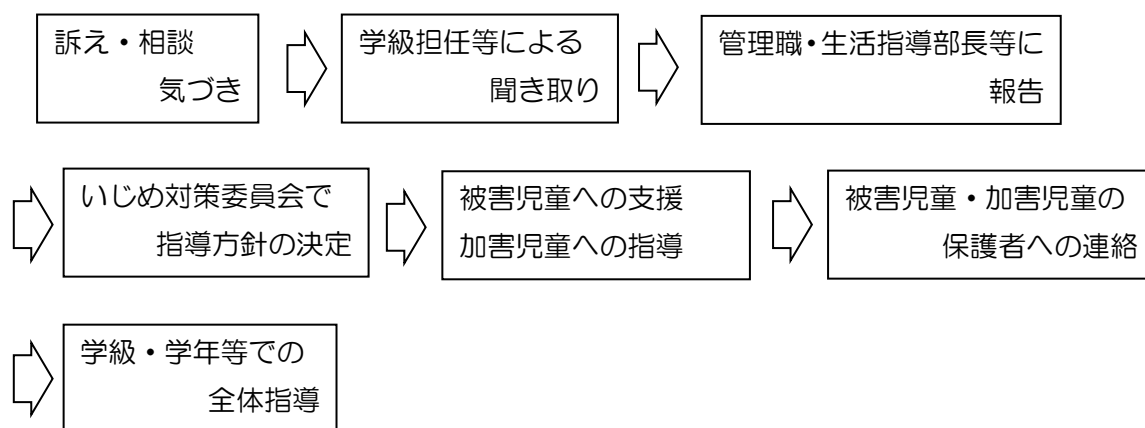 訴え・相談
気づき
学級担任等による
聞き取り
管理職・生活指導部長等に
報告
いじめ対策委員会で
指導方針の決定
被害児童への支援
加害児童への指導
被害児童・加害児童の
保護者への連絡
学級・学年等での
全体指導